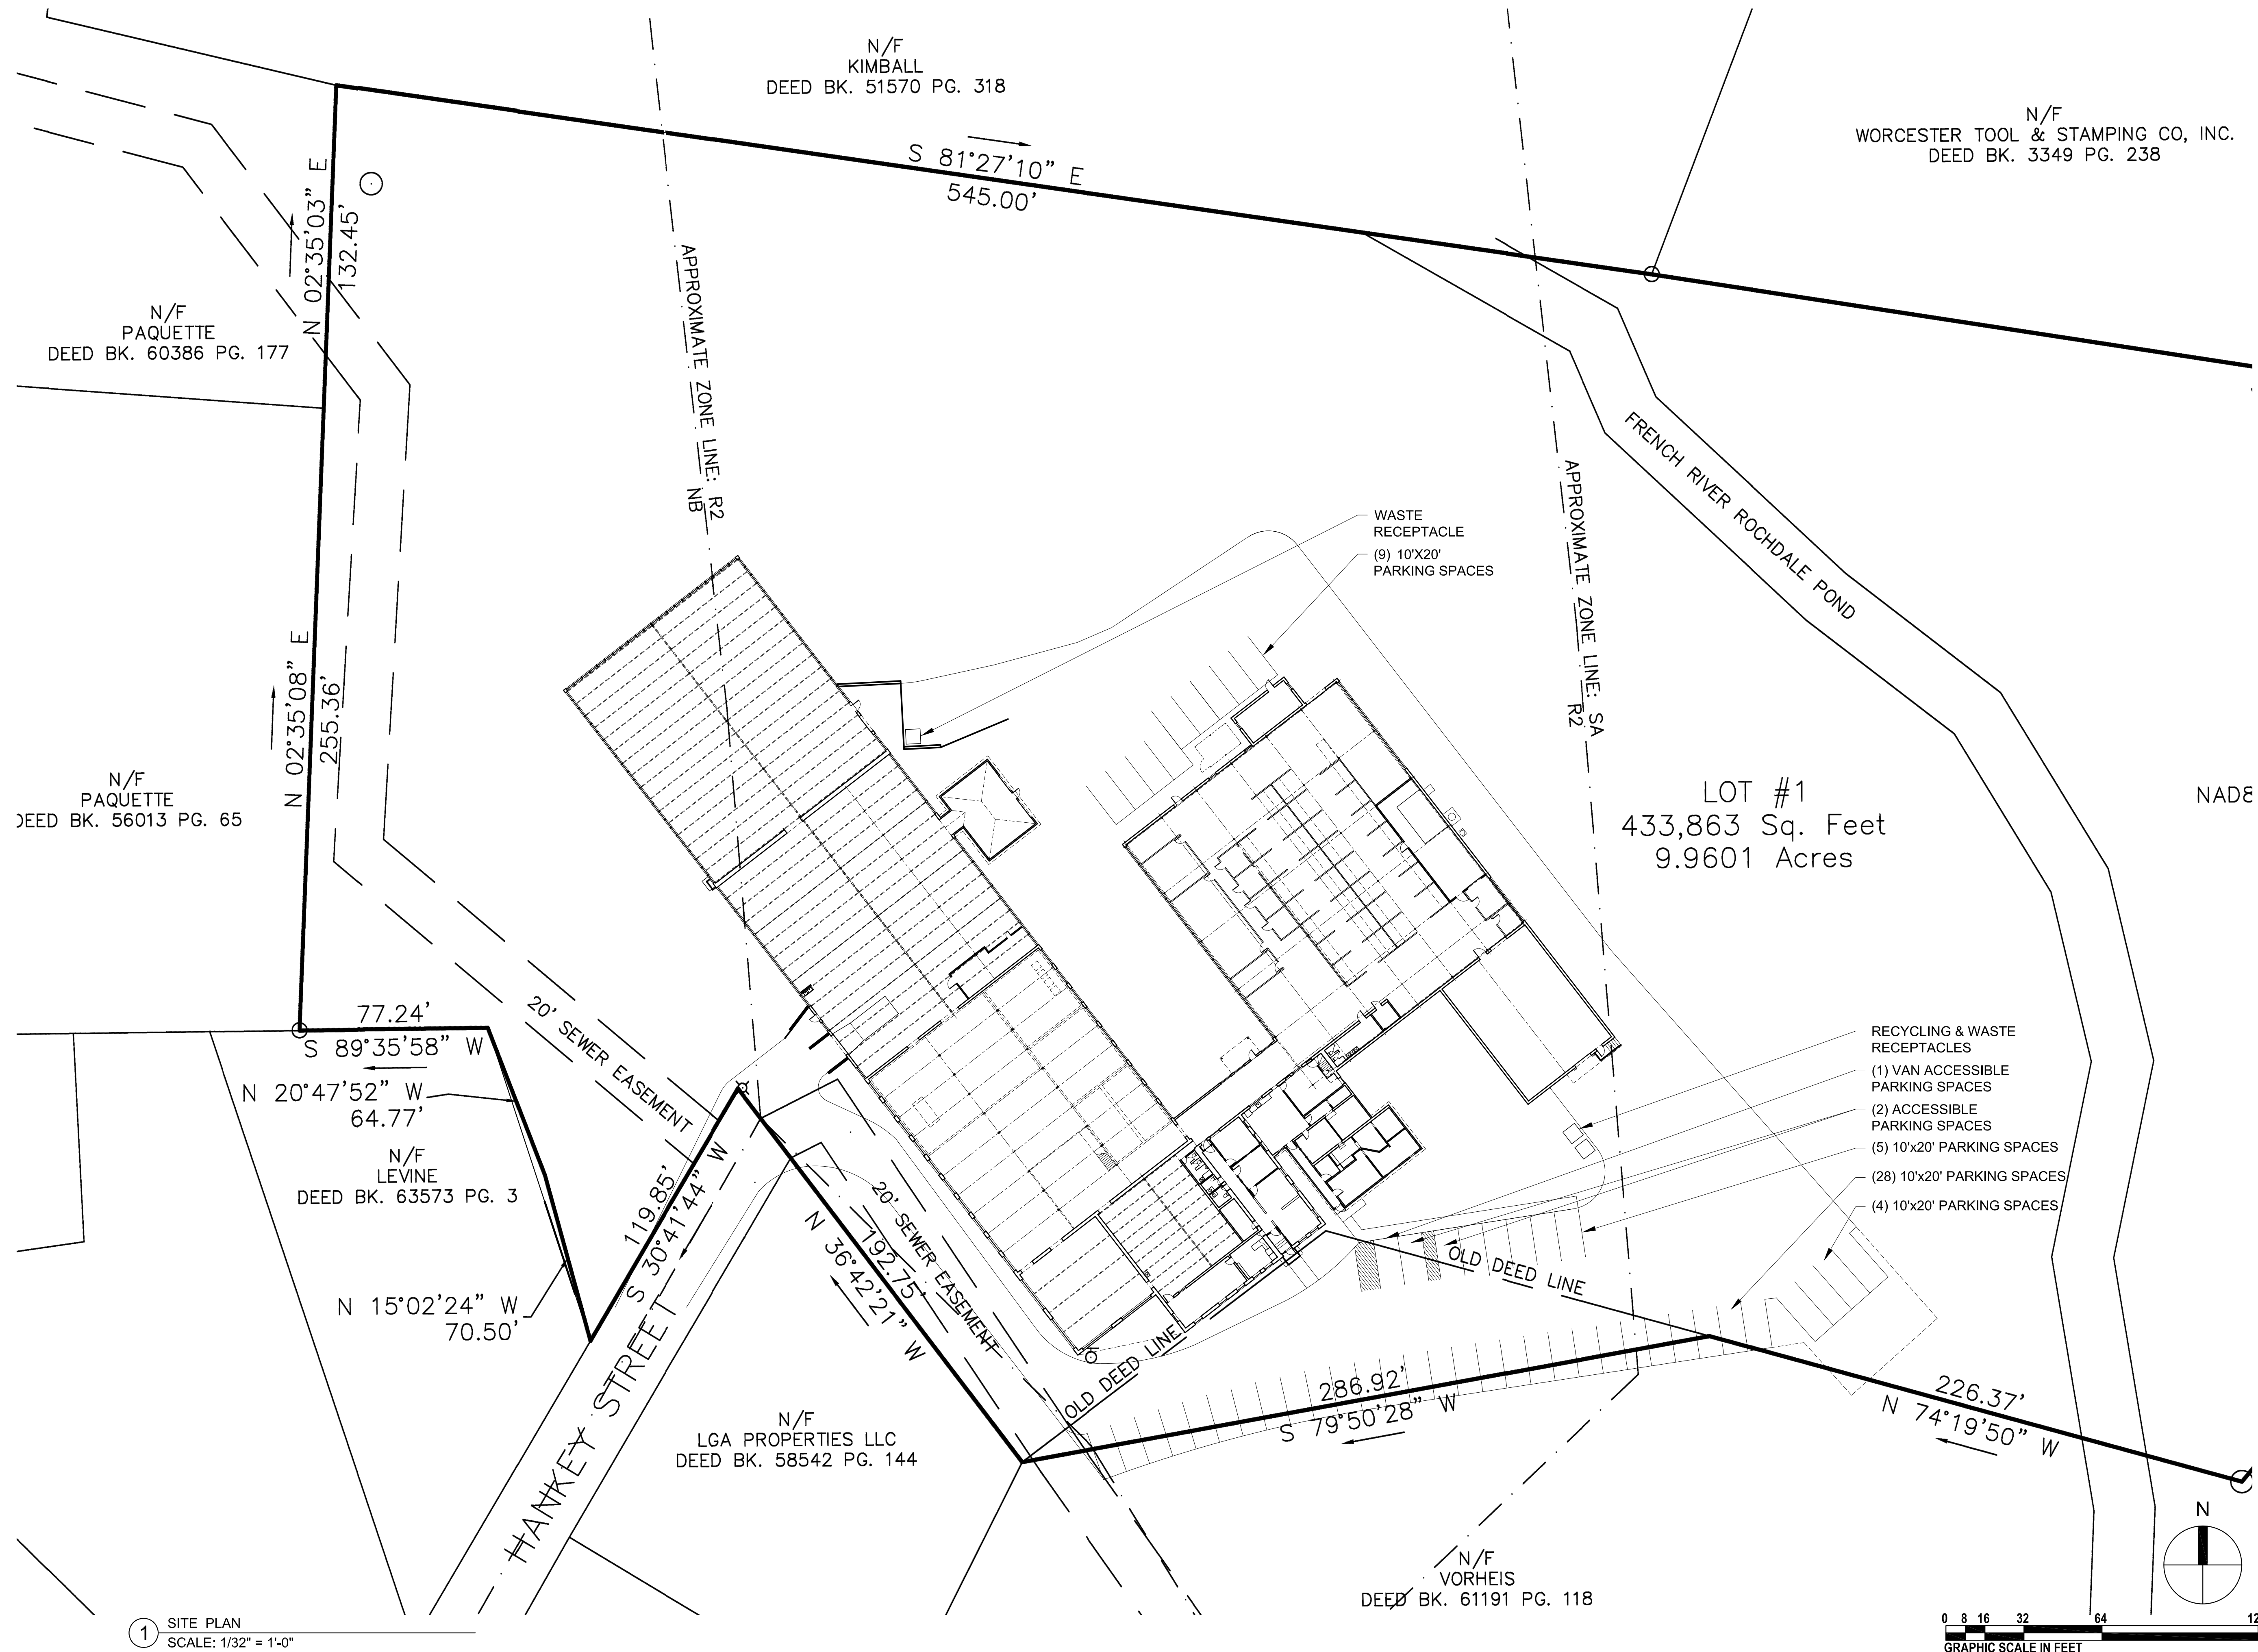 N/F
KIMBALL
DEED BK. 51570 PG. 318
N/F
WORCESTER TOOL & STAMPING CO, INC.
DEED BK. 3349 PG. 238
S 81°27'10" E
545.00'
N 02°35'03" E
132.45'
N/F
PAQUETTE
DEED BK. 60386 PG. 177
APPROXIMATE ZONE LINE: R2
NB
APPROXIMATE ZONE LINE: SA
R2
FRENCH RIVER ROCHDALE POND
WASTE
RECEPTACLE
(9) 10'X20'
PARKING SPACES
N 02°35'08" E
255.36'
N/F
PAQUETTE
DEED BK. 56013 PG. 65
LOT #1
433,863 Sq. Feet
9.9601 Acres
NAD8
77.24'
S 89°35'58" W
20' SEWER EASEMENT
N 20°47'52" W
64.77'
N/F
LEVINE
DEED BK. 63573 PG. 3
119.85'
S 30°41'44" W
N 15°02'24" W
70.50'
HANKEY STREET
192.75'
N 36°42'21" W
20' SEWER EASEMENT
RECYCLING & WASTE
RECEPTACLES
(1) VAN ACCESSIBLE
PARKING SPACES
(2) ACCESSIBLE
PARKING SPACES
(5) 10'x20' PARKING SPACES
(28) 10'x20' PARKING SPACES
(4) 10'x20' PARKING SPACES
OLD DEED LINE
OLD DEED LINE
286.92'
S 79°50'28" W
226.37'
N 74°19'50" W
N/F
LGA PROPERTIES LLC
DEED BK. 58542 PG. 144
N/F
VORHEIS
DEED BK. 61191 PG. 118
N
1
SITE PLAN
SCALE: 1/32" = 1'-0"
0 8 16 32 64 12
GRAPHIC SCALE IN FEET